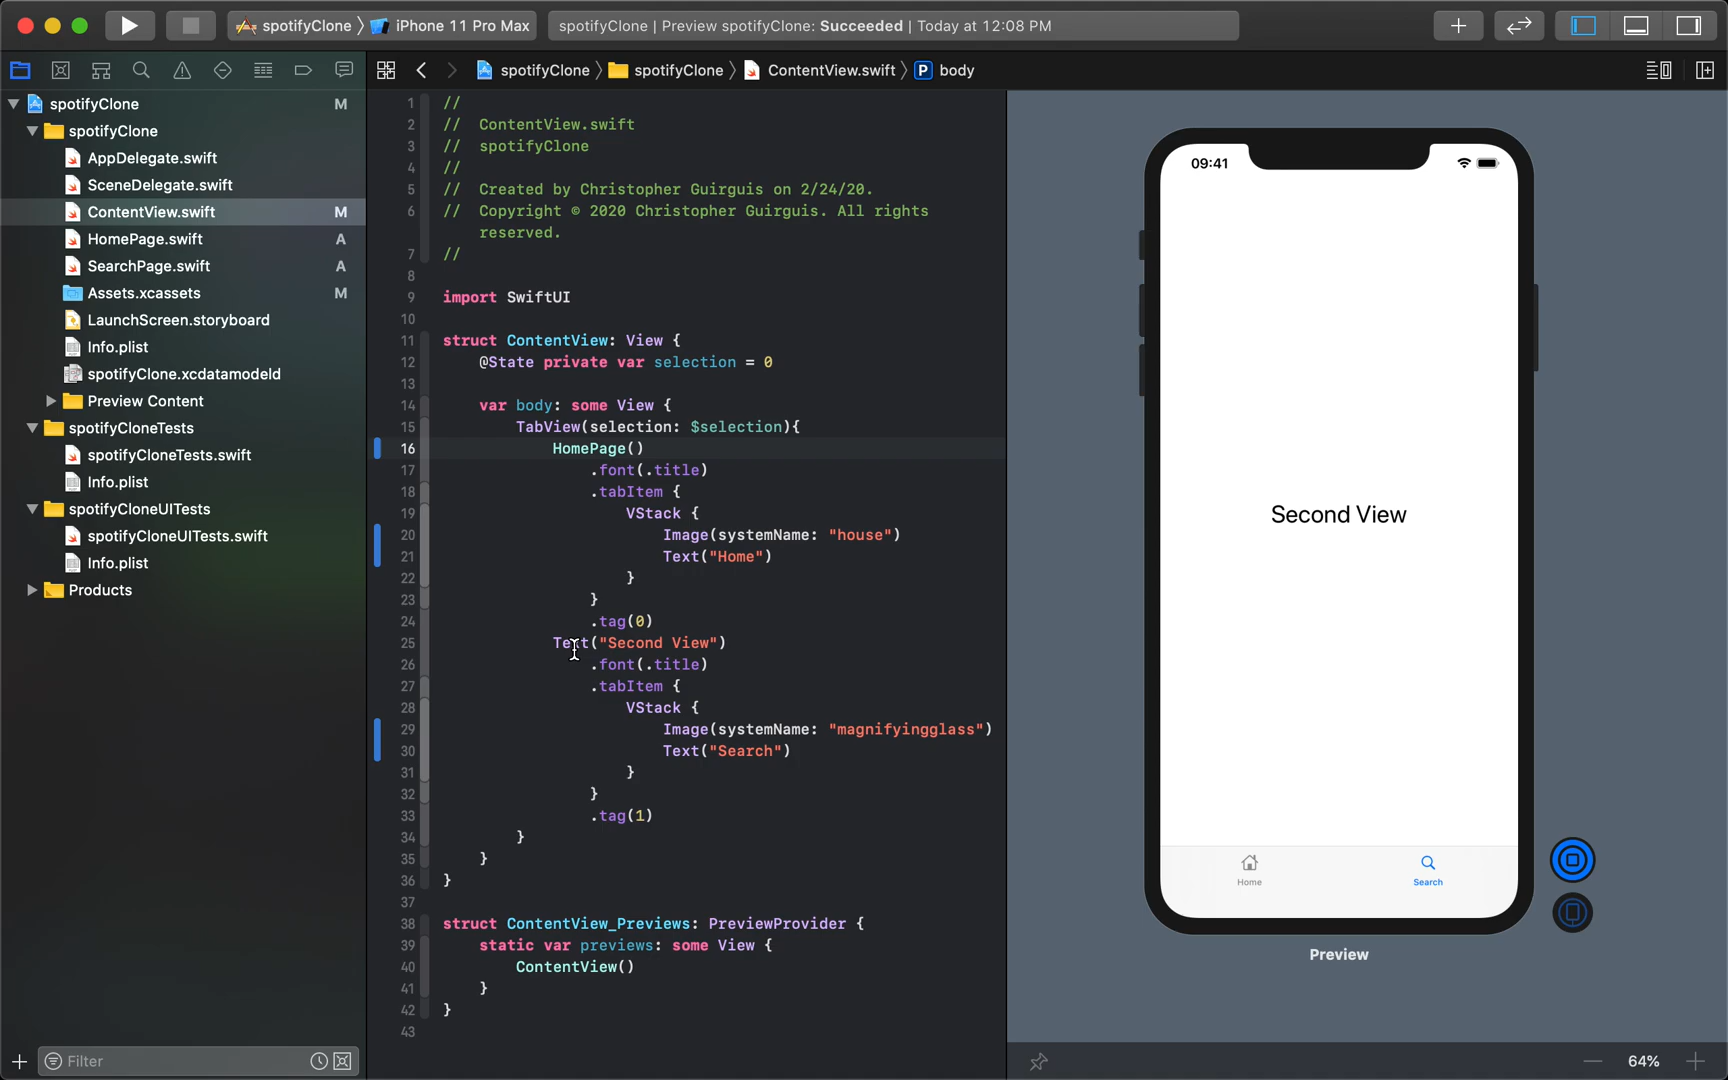 spotifyClone 〉 iPhone 11 Pro Max
spotifyClone | Preview spotifyClone: Succeeded | Today at 12:08 PM
spotifyClone 〉 spotifyClone 〉 ContentView.swift 〉 P body
spotifyClone M
spotifyClone
AppDelegate.swift
SceneDelegate.swift
ContentView.swift M
HomePage.swift A
SearchPage.swift A
Assets.xcassets M
LaunchScreen.storyboard
Info.plist
spotifyClone.xcdatamodeld
Preview Content
spotifyCloneTests
spotifyCloneTests.swift
Info.plist
spotifyCloneUITests
spotifyCloneUITests.swift
Info.plist
Products
Filter
1 //
2 // ContentView.swift
3 // spotifyClone
4 //
5 // Created by Christopher Guirguis on 2/24/20.
6 // Copyright © 2020 Christopher Guirguis. All rights
reserved.
7 //
8
9 import SwiftUI
10
11 struct ContentView: View {
12 @State private var selection = 0
13
14 var body: some View {
15 TabView(selection: $selection){
16 HomePage()
17 .font(.title)
18 .tabItem {
19 VStack {
20 Image(systemName: "house")
21 Text("Home")
22 }
23 }
24 .tag(0)
25 Text("Second View")
26 .font(.title)
27 .tabItem {
28 VStack {
29 Image(systemName: "magnifyingglass")
30 Text("Search")
31 }
32 }
33 .tag(1)
34 }
35 }
36 }
37
38 struct ContentView_Previews: PreviewProvider {
39 static var previews: some View {
40 ContentView()
41 }
42 }
43
09:41
Second View
Home
Search
Preview
64%